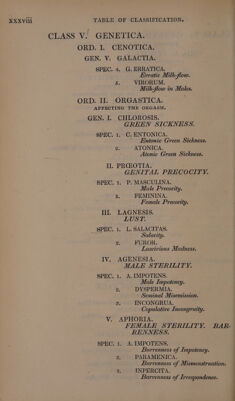 xxxviii TABLE OF CLASSIFICATION.
CLASS V. GENETICA.
ORD. I. CENOTICA.
GEN. V. GALACTIA.
SPEC. 4. G. ERRATICA.
Erratic Milk-flow.
5. VIRORUM.
Milk-flow in Males.
ORD. II. ORGASTICA.
AFFECTING THE ORGASM.
GEN. I. CHLOROSIS.
GREEN SICKNESS.
SPEC. 1. C. ENTONICA.
Entonic Green Sickness.
2. ATONICA.
Atonic Green Sickness.
II. PRŒOTIA.
GENITAL PRECOCITY.
SPEC. 1. P. MASCULINA.
Male Precocity.
2. FEMININA.
Female Precocity.
III. LAGNESIS.
LUST.
SPEC. 1. L. SALACITAS.
Salacity.
2. FUROR.
Lascivious Madness.
IV. AGENESIA.
MALE STERILITY.
SPEC. 1. A. IMPOTENS.
Male Impotency.
2. DYSPERMIA.
Seminal Misemission.
3. INCONGRUA.
Copulative Incongruity.
V. APHORIA.
FEMALE STERILITY. BAR-
RENNESS.
SPEC. 1. A. IMPOTENS.
Barrenness of Impotency.
2. PARAMENICA.
Barrenness of Mismenstruation.
3. INPERCITA.
Barrenness of Irrespondence.